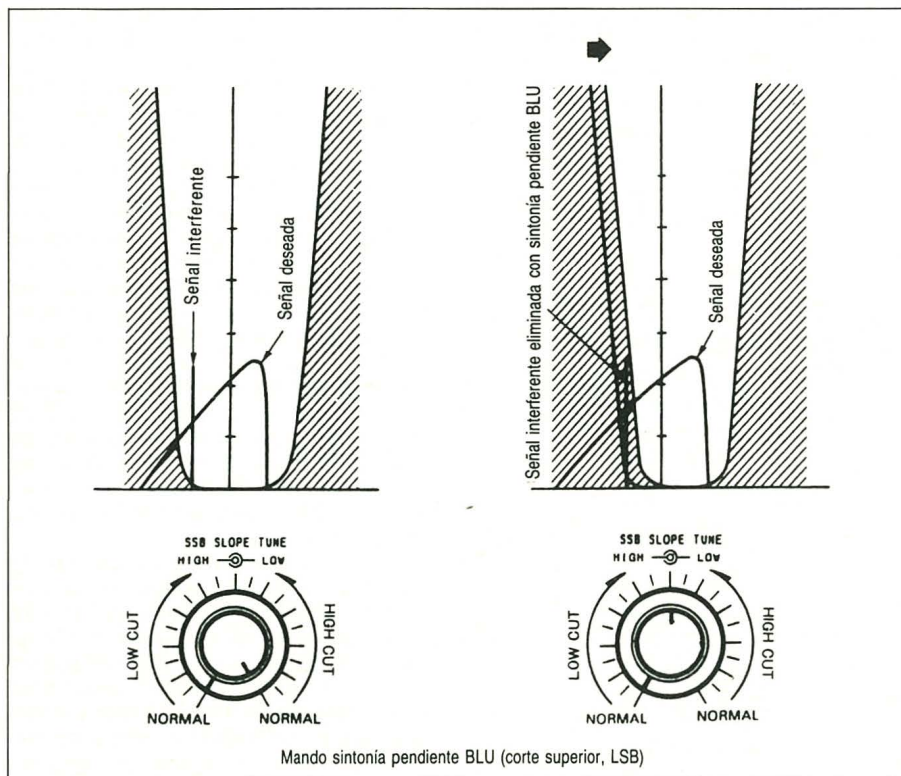 Señal interferente
Señal deseada
Señal interferente eliminada con sintonía pendiente BLU
Señal deseada
SSB SLOPE TUNE
HIGH LOW
LOW CUT
HIGH CUT
NORMAL NORMAL
SSB SLOPE TUNE
HIGH LOW
LOW CUT
HIGH CUT
NORMAL NORMAL
Mando sintonía pendiente BLU (corte superior, LSB)